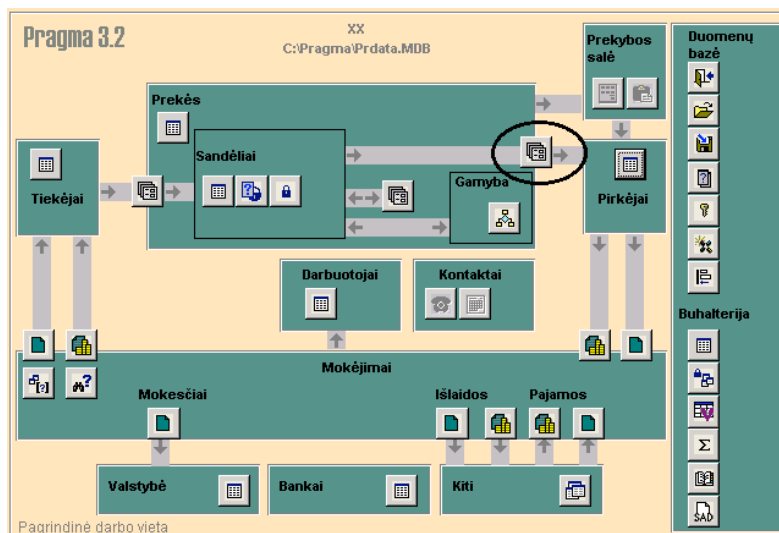 Pragma 3.2
XX
C:\Pragma\Prdata.MDB
Prekybos
salė
Duomenų
bazė
Prekės
Sandėliai
Gamyba
Tiekėjai
Pirkėjai
Darbuotojai
Kontaktai
Buhalterija
Mokėjimai
Mokesčiai
Išlaidos
Pajamos
Valstybė
Bankai
Kiti
SAD
Pagrindinė darbo vieta